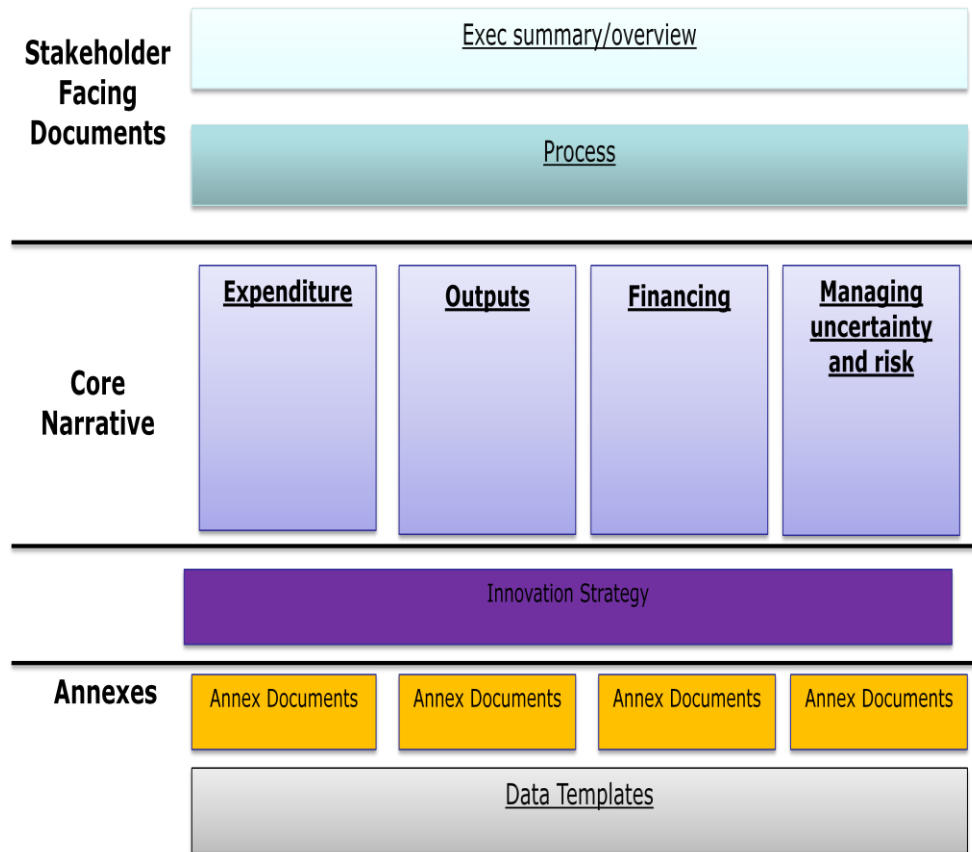 Stakeholder
Facing
Documents
Exec summary/overview
Process
Core
Narrative
Expenditure
Outputs
Financing
Managing
uncertainty
and risk
Innovation Strategy
Annexes
Annex Documents
Annex Documents
Annex Documents
Annex Documents
Data Templates